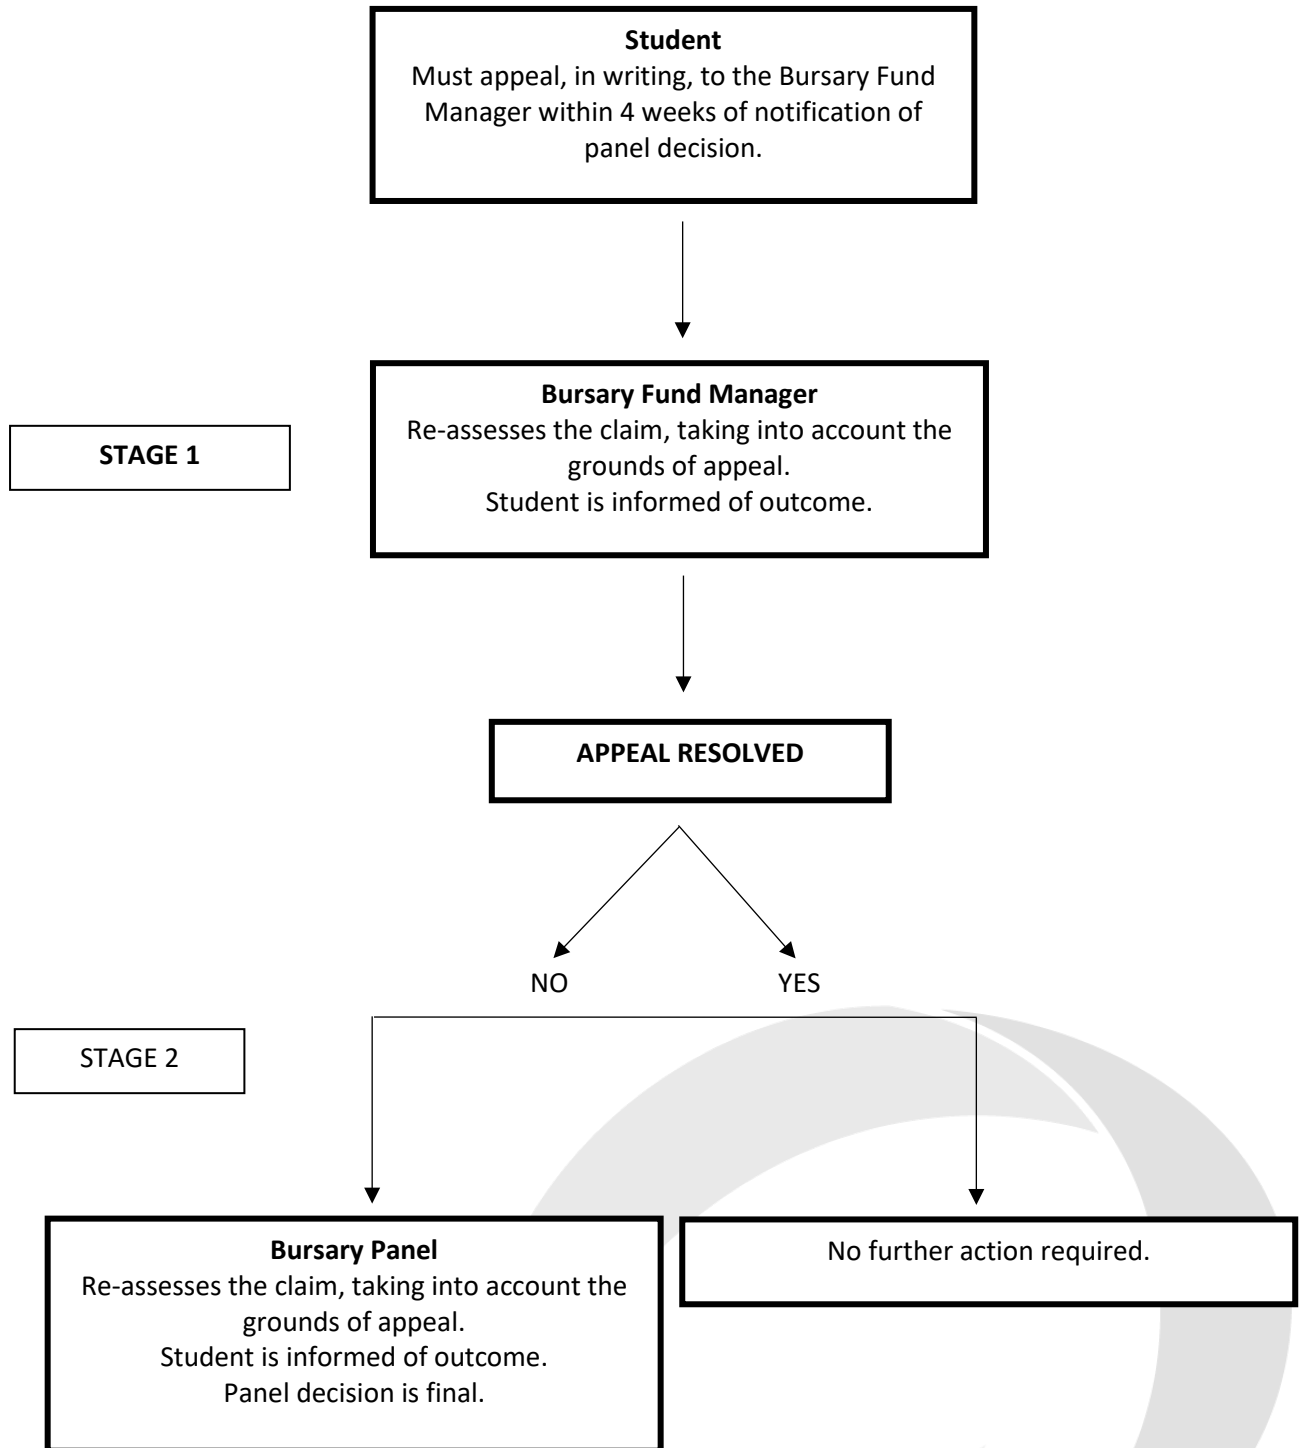 Student
Must appeal, in writing, to the Bursary Fund
Manager within 4 weeks of notification of
panel decision.
STAGE 1
Bursary Fund Manager
Re-assesses the claim, taking into account the
grounds of appeal.
Student is informed of outcome.
APPEAL RESOLVED
NO
YES
STAGE 2
Bursary Panel
Re-assesses the claim, taking into account the
grounds of appeal.
Student is informed of outcome.
Panel decision is final.
No further action required.